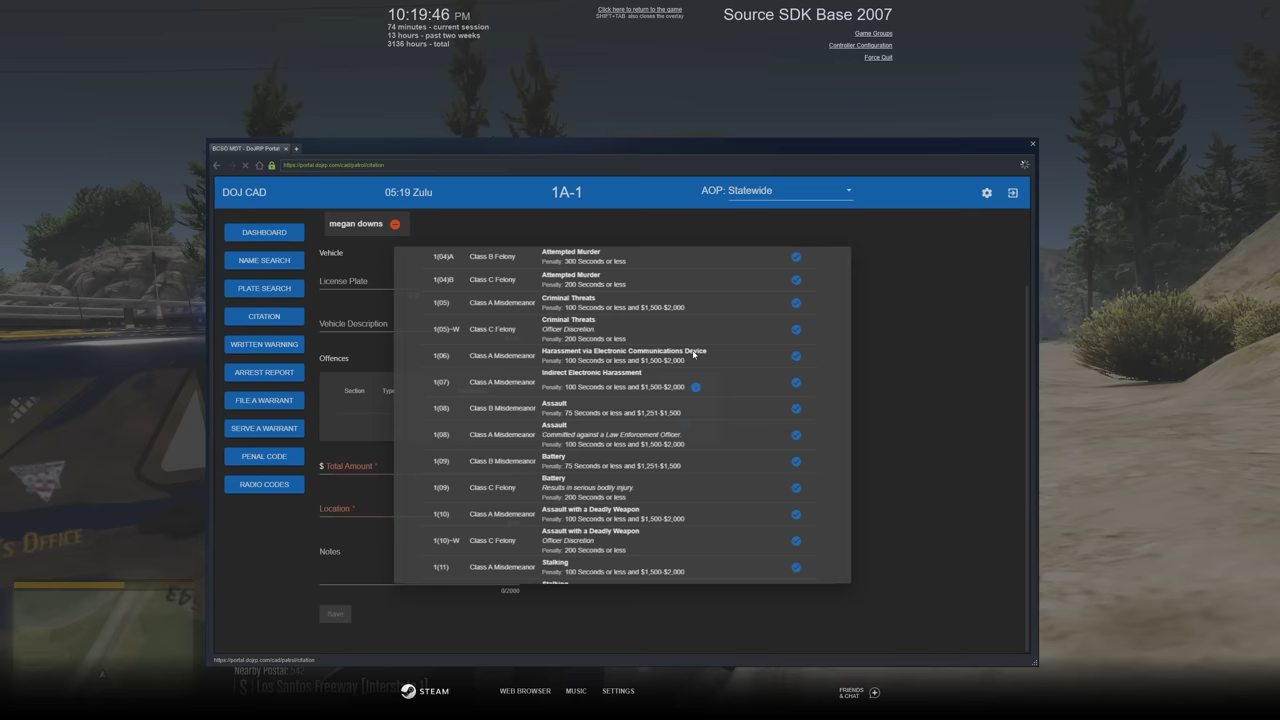 10:19:46 PM
74 minutes - current session
13 hours - past two weeks
3136 hours - total
Click here to return to the game
SHIFT+TAB also closes the overlay
Source SDK Base 2007
Game Groups
Controller Configuration
Force Quit
BCSO MDT - DoJRP Portal
https://portal.dojrp.com/cad/patrol/citation
DOJ CAD
05:19 Zulu
1A-1
AOP: Statewide
DASHBOARD
NAME SEARCH
PLATE SEARCH
CITATION
WRITTEN WARNING
ARREST REPORT
FILE A WARRANT
SERVE A WARRANT
PENAL CODE
RADIO CODES
megan downs
Vehicle
License Plate
Vehicle Description
Offences
Section
$ Total Amount *
Location *
Notes
0/2000
Save
1(04)A Class B Felony Attempted Murder
Penalty: 300 Seconds or less
1(04)B Class C Felony Attempted Murder
Penalty: 200 Seconds or less
1(05) Class A Misdemeanor Criminal Threats
Penalty: 100 Seconds or less and $1,500-$2,000
1(05)-W Class C Felony Criminal Threats
Officer Discretion
Penalty: 200 Seconds or less
1(06) Class A Misdemeanor Harassment via Electronic Communications Device
Penalty: 100 Seconds or less and $1,500-$2,000
1(07) Class A Misdemeanor Indirect Electronic Harassment
Penalty: 100 Seconds or less and $1,500-$2,000
1(08) Class B Misdemeanor Assault
Penalty: 75 Seconds or less and $1,251-$1,500
1(08) Class A Misdemeanor Assault
Committed against a Law Enforcement Officer.
Penalty: 100 Seconds or less and $1,500-$2,000
1(09) Class B Misdemeanor Battery
Penalty: 75 Seconds or less and $1,251-$1,500
1(09) Class C Felony Battery
Results in serious bodily injury.
Penalty: 200 Seconds or less
1(10) Class A Misdemeanor Assault with a Deadly Weapon
Penalty: 100 Seconds or less and $1,500-$2,000
1(10)-W Class C Felony Assault with a Deadly Weapon
Officer Discretion
Penalty: 200 Seconds or less
1(11) Class A Misdemeanor Stalking
Penalty: 100 Seconds or less and $1,500-$2,000
Stalking
https://portal.dojrp.com/cad/patrol/citation
'S OFFICE
Nearby Postal:
S | Los Santos Freeway
STEAM
WEB BROWSER
MUSIC
SETTINGS
FRIENDS
& CHAT